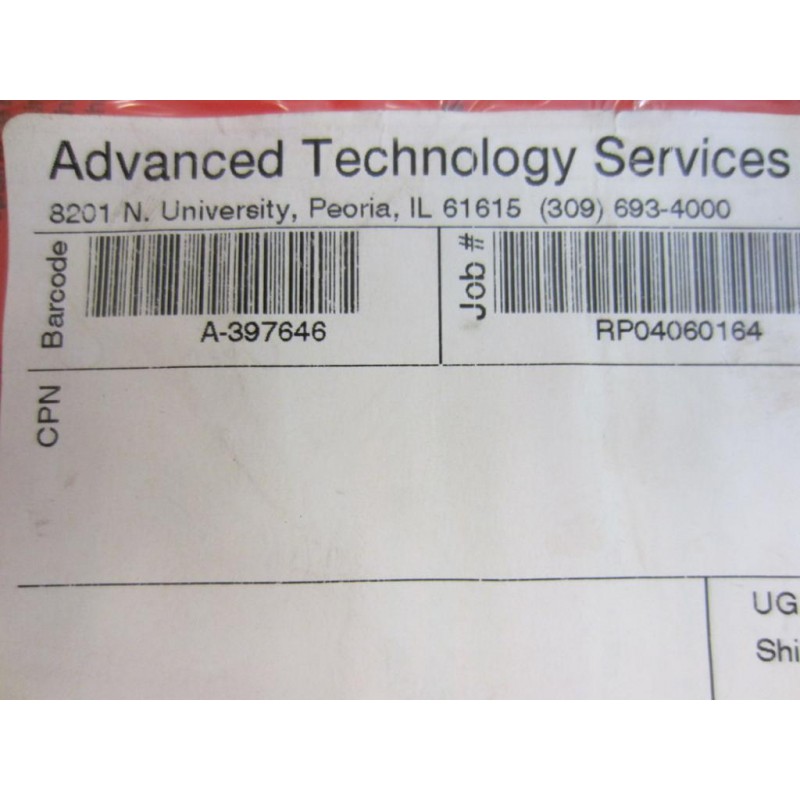 Advanced Technology Services
8201 N. University, Peoria, IL 61615 (309) 693-4000
Barcode
A-397646
Job #
RP04060164
CPN
UG
Shi